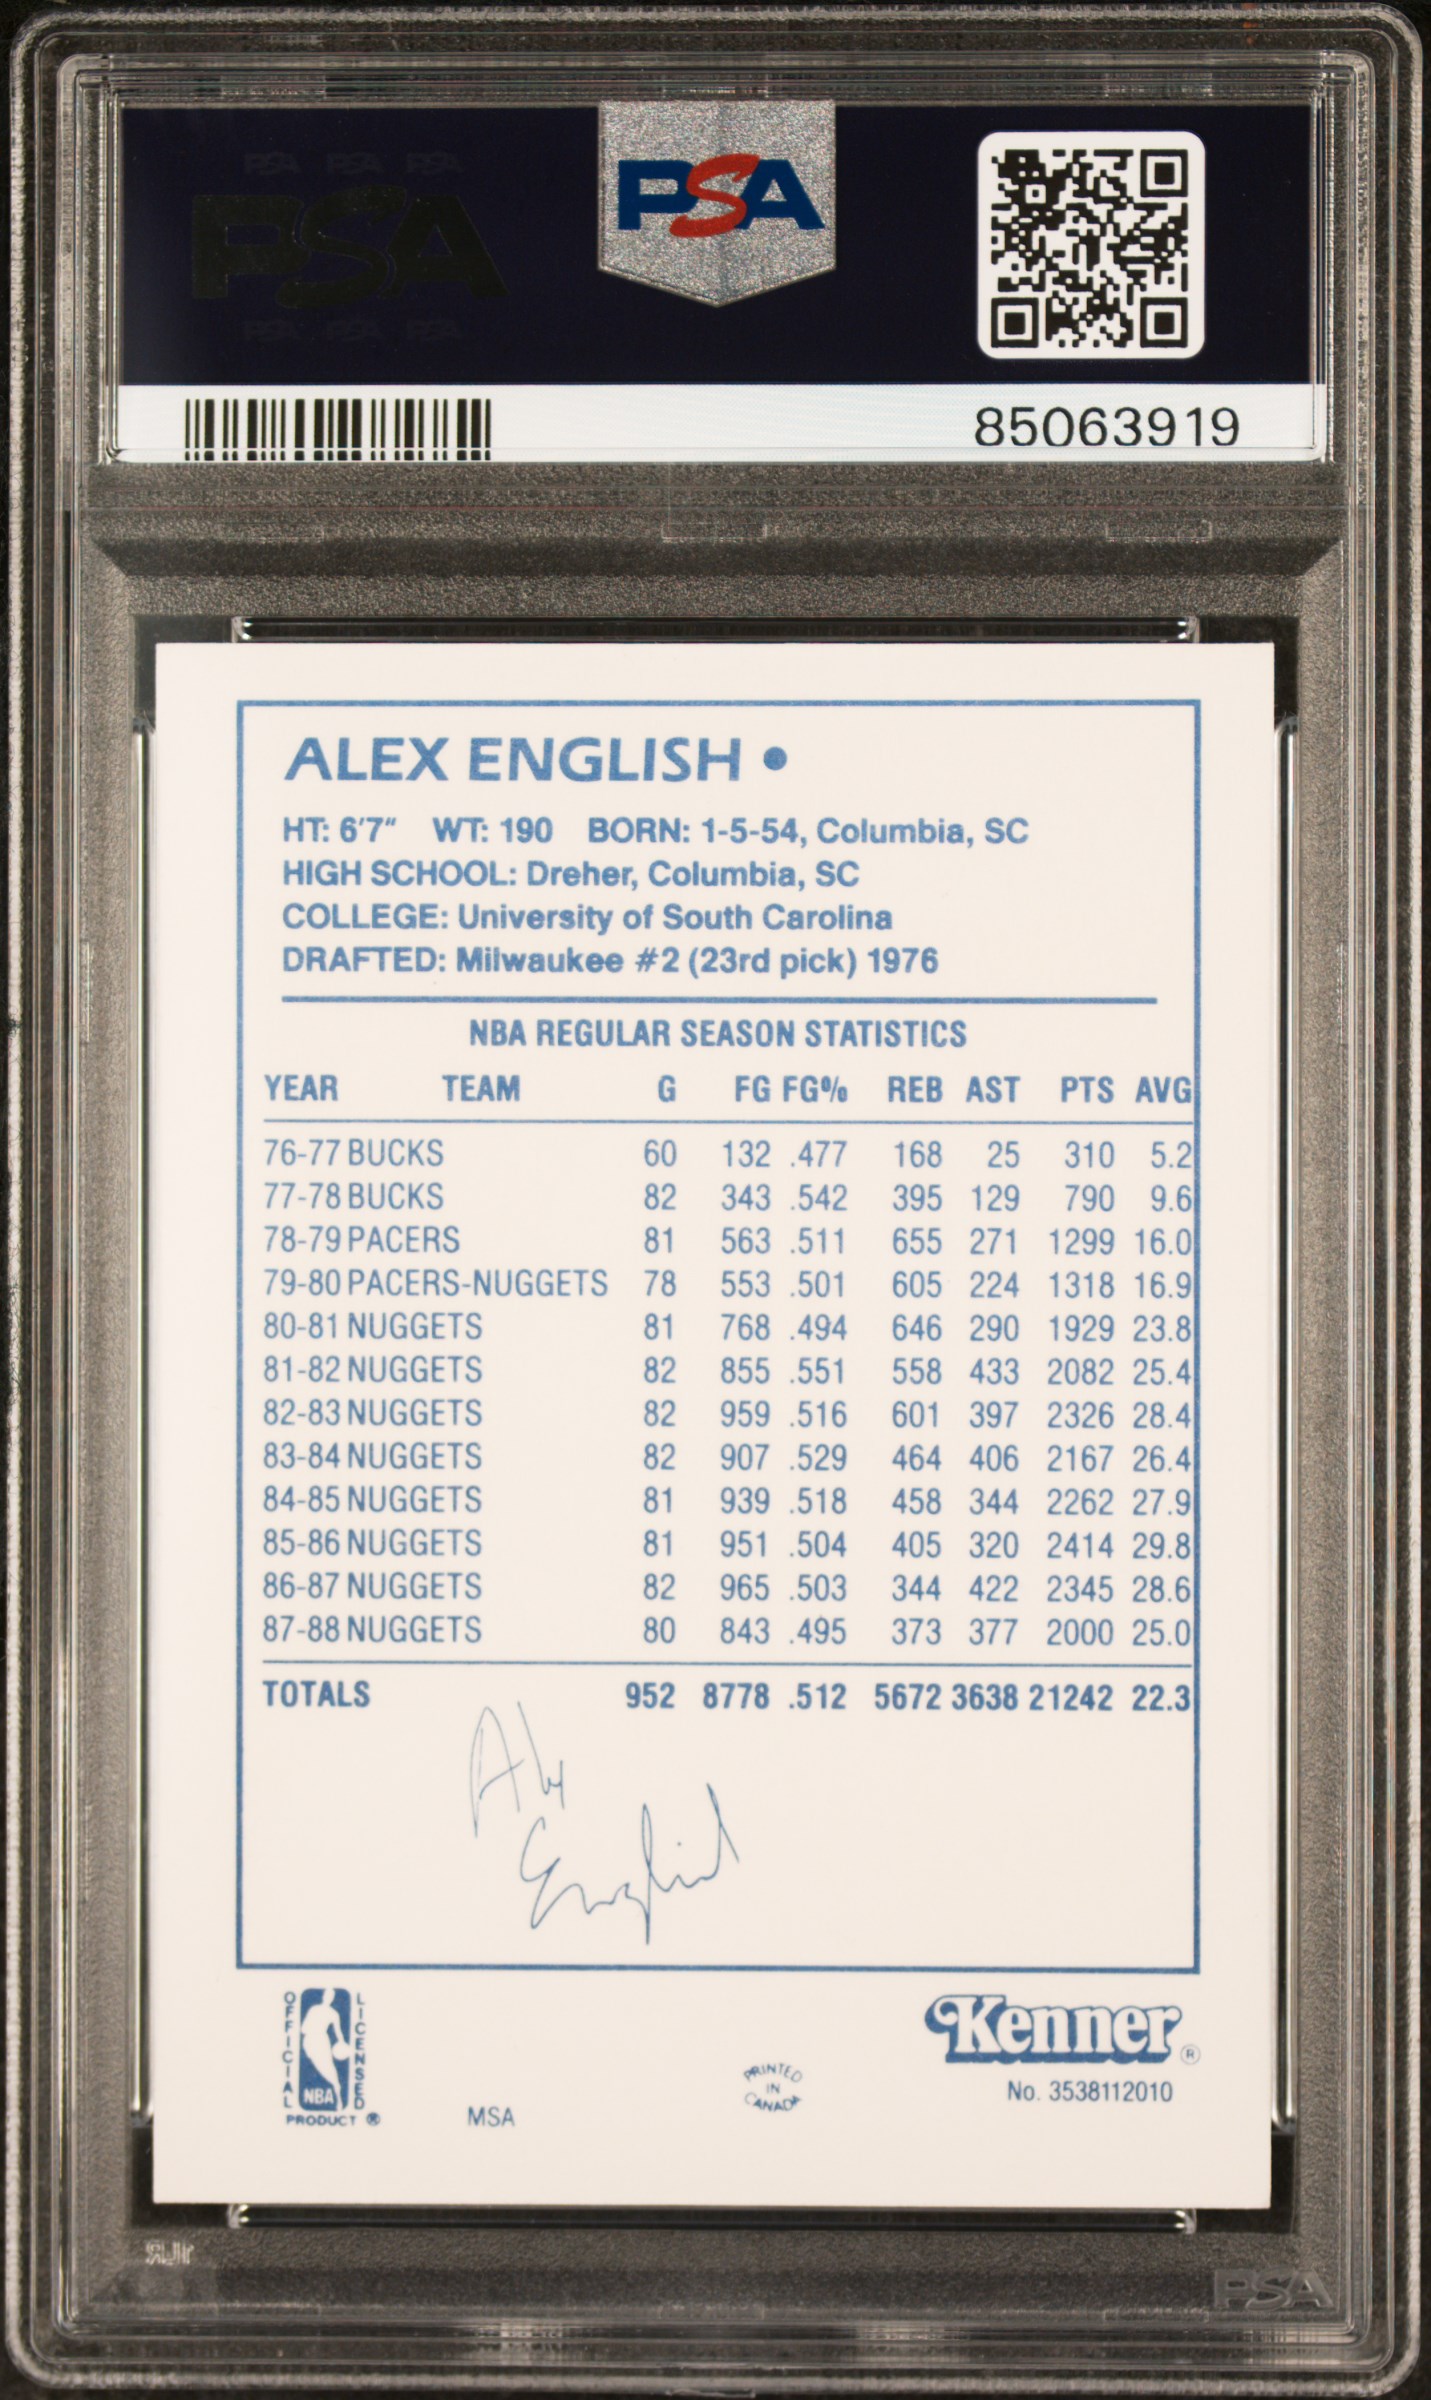 PSA PSA PSA
PSA
PSA PSA PSA
PSA
85063919
ALEX ENGLISH •
HT: 6'7" WT: 190 BORN: 1-5-54, Columbia, SC
HIGH SCHOOL: Dreher, Columbia, SC
COLLEGE: University of South Carolina
DRAFTED: Milwaukee #2 (23rd pick) 1976
NBA REGULAR SEASON STATISTICS
YEAR TEAM G FG FG% REB AST PTS AVG
76-77 BUCKS 60 132 .477 168 25 310 5.2
77-78 BUCKS 82 343 .542 395 129 790 9.6
78-79 PACERS 81 563 .511 655 271 1299 16.0
79-80 PACERS-NUGGETS 78 553 .501 605 224 1318 16.9
80-81 NUGGETS 81 768 .494 646 290 1929 23.8
81-82 NUGGETS 82 855 .551 558 433 2082 25.4
82-83 NUGGETS 82 959 .516 601 397 2326 28.4
83-84 NUGGETS 82 907 .529 464 406 2167 26.4
84-85 NUGGETS 81 939 .518 458 344 2262 27.9
85-86 NUGGETS 81 951 .504 405 320 2414 29.8
86-87 NUGGETS 82 965 .503 344 422 2345 28.6
87-88 NUGGETS 80 843 .495 373 377 2000 25.0
TOTALS 952 8778 .512 5672 3638 21242 22.3
Alex
English
OFFICIAL LICENSED
NBA
PRODUCT ®
MSA
PRINTED
IN
CANADA
Kenner ®
No. 3538112010
PSA